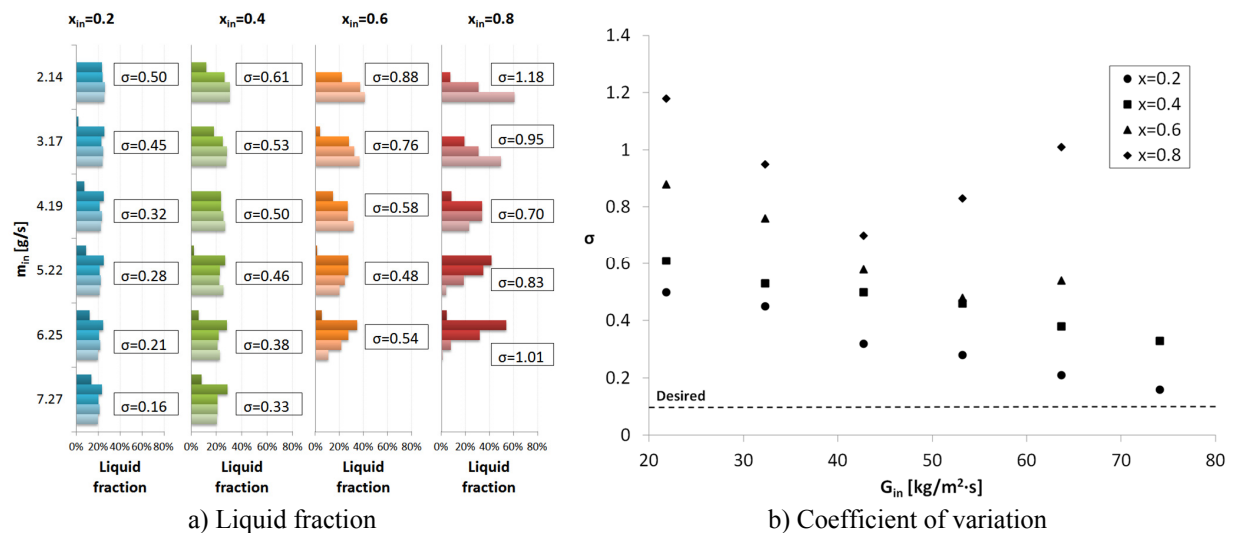 xin=0.2 xin=0.4 xin=0.6 xin=0.8
2.14 σ=0.50 σ=0.61 σ=0.88 σ=1.18
3.17 σ=0.45 σ=0.53 σ=0.76 σ=0.95
4.19 σ=0.32 σ=0.50 σ=0.58 σ=0.70
5.22 σ=0.28 σ=0.46 σ=0.48 σ=0.83
6.25 σ=0.21 σ=0.38 σ=0.54 σ=1.01
7.27 σ=0.16 σ=0.33
min [g/s]
0% 20% 40% 60% 80% 0% 20% 40% 60% 80% 0% 20% 40% 60% 80% 0% 20% 40% 60% 80%
Liquid Liquid Liquid Liquid
fraction fraction fraction fraction
a) Liquid fraction
1.4
1.2
1
0.8
0.6
0.4
0.2
0
σ
x=0.2
x=0.4
x=0.6
x=0.8
Desired
20 30 40 50 60 70 80
Gin [kg/m²·s]
b) Coefficient of variation